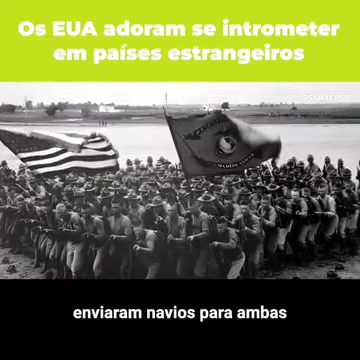 Os EUA adoram se intrometer
em países estrangeiros
enviaram navios para ambas